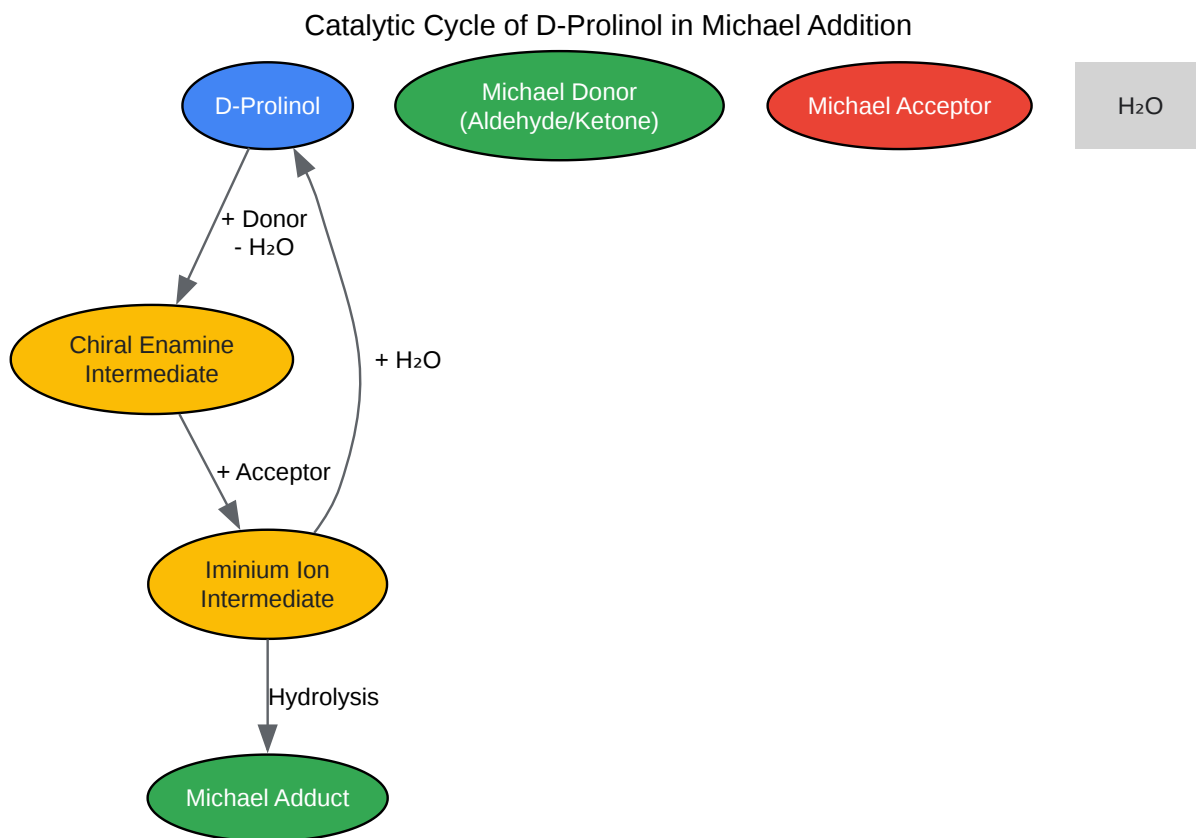 Catalytic Cycle of D-Prolinol in Michael Addition
D-Prolinol
Michael Donor
(Aldehyde/Ketone)
Michael Acceptor
H₂O
+ Donor
- H₂O
Chiral Enamine
Intermediate
+ H₂O
+ Acceptor
Iminium Ion
Intermediate
Hydrolysis
Michael Adduct